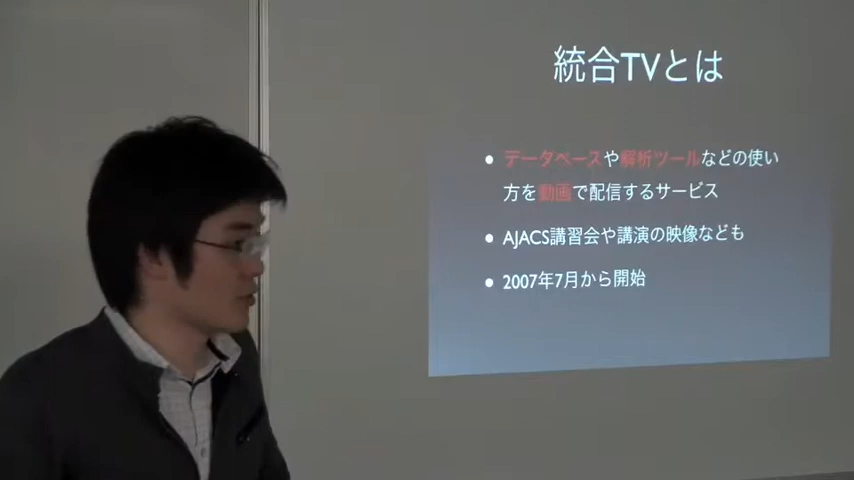 統合TVとは
● データベースや解析ツールなどの使い
方を動画で配信するサービス
● AJACS講習会や講演の映像なども
● 2007年7月から開始